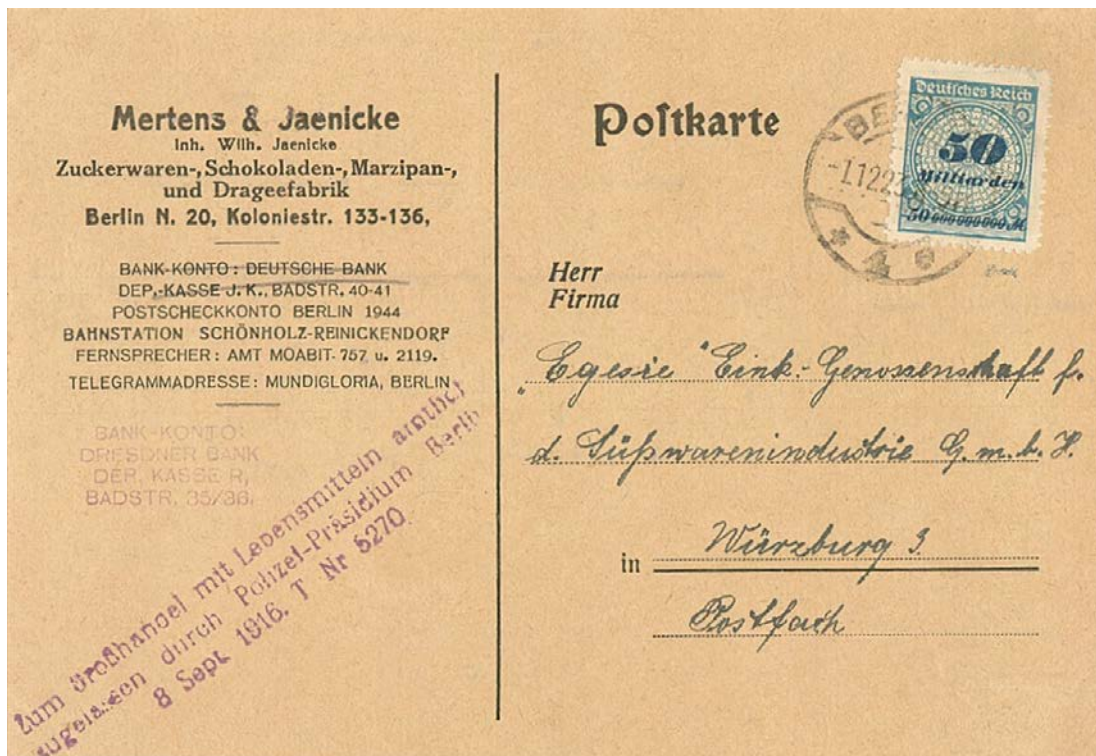 Mertens & Jaenicke
Inh. Wilh. Jaenicke
Zuckerwaren-, Schokoladen-, Marzipan-,
und Drageefabrik
Berlin N. 20, Koloniestr. 133-136,
BANK-KONTO: DEUTSCHE BANK
DEP.-KASSE J. K., BADSTR. 40-41
POSTSCHECKKONTO BERLIN 1944
BAHNSTATION SCHÖNHOLZ-REINICKENDORF
FERNSPRECHER: AMT MOABIT 757 u. 2119.
TELEGRAMMADRESSE: MUNDIGLORIA, BERLIN
BANK-KONTO:
DRESDNER BANK
DEP. KASSE R,
BADSTR. 35/36.
Zum Großhandel mit Lebensmitteln
zugelassen durch Polizei-Präsidium Berlin
8 Sept. 1916. T Nr 5270.
Poſtkarte
Deutſches Reich
50
Milliarden
50 000 000 000 M
Herr
Firma
"Egesie" Eink.-Genossenschaft f.
d. Süßwarenindustrie G.m.b.H.
in Würzburg 3
Postfach